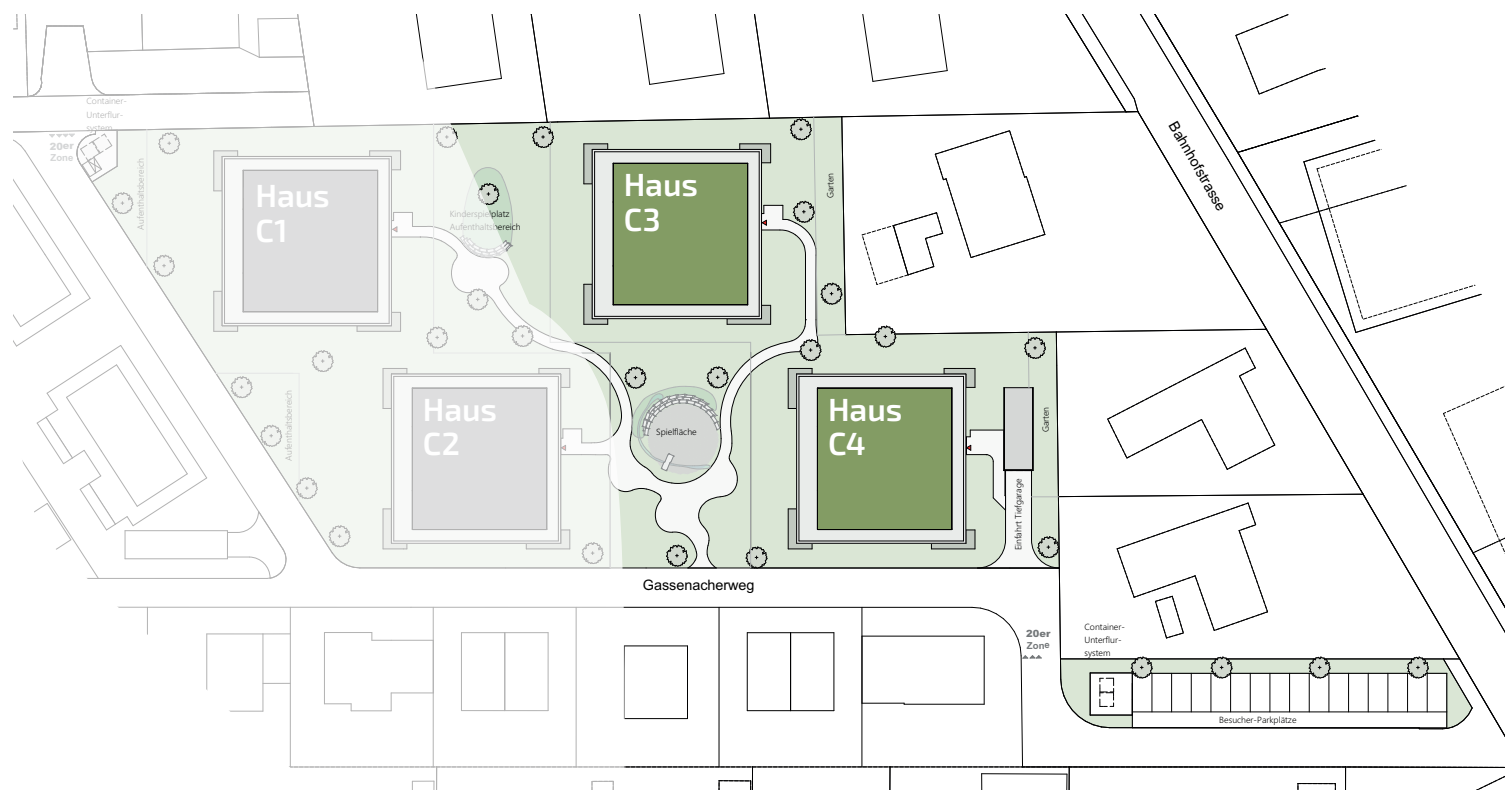 Container-
Unterflur-
system
20er
Zone
Aufenthaltsbereich
Haus
C1
Kinderspielplatz
Aufenthaltsbereich
Haus
C3
Garten
Bahnhofstrasse
Aufenthaltsbereich
Haus
C2
Spielfläche
Haus
C4
Garten
Einfahrt Tiefgarage
Gassenacherweg
20er
Zone
Container-
Unterflur-
system
Besucher-Parkplätze